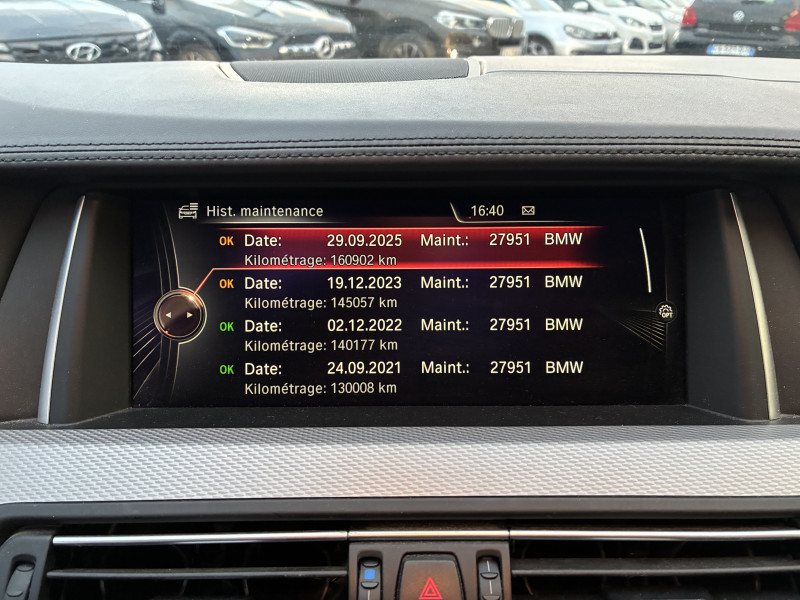 Hist. maintenance 16:40
OK Date: 29.09.2025 Maint.: 27951 BMW
Kilométrage: 160902 km
OK Date: 19.12.2023 Maint.: 27951 BMW
Kilométrage: 145057 km
OK Date: 02.12.2022 Maint.: 27951 BMW
Kilométrage: 140177 km
OK Date: 24.09.2021 Maint.: 27951 BMW
Kilométrage: 130008 km
OPT